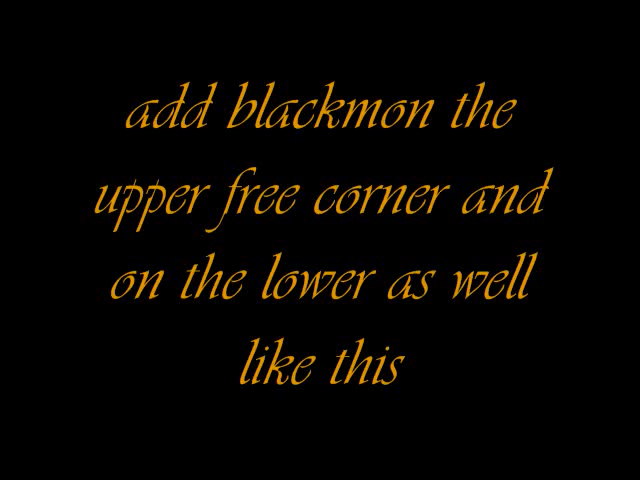 add blackmon the
upper free corner and
on the lower as well
like this